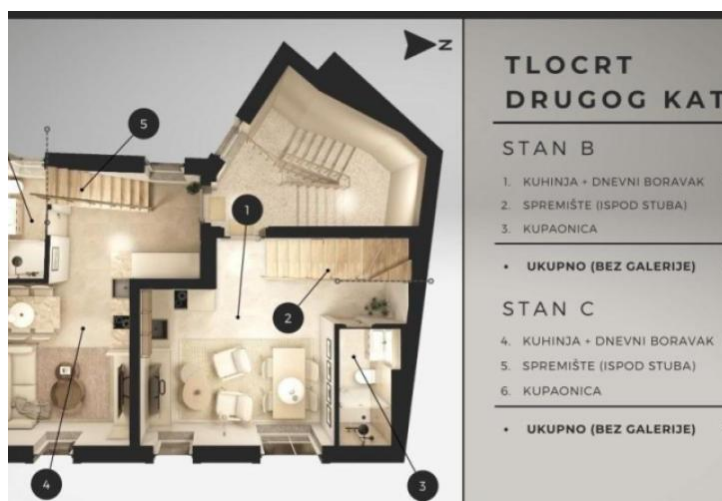 N
5
1
2
4
3
TLOCRT
DRUGOG KAT
STAN B
1. KUHINJA + DNEVNI BORAVAK
2. SPREMIŠTE (ISPOD STUBA)
3. KUPAONICA
• UKUPNO (BEZ GALERIJE)
STAN C
4. KUHINJA + DNEVNI BORAVAK
5. SPREMIŠTE (ISPOD STUBA)
6. KUPAONICA
• UKUPNO (BEZ GALERIJE)